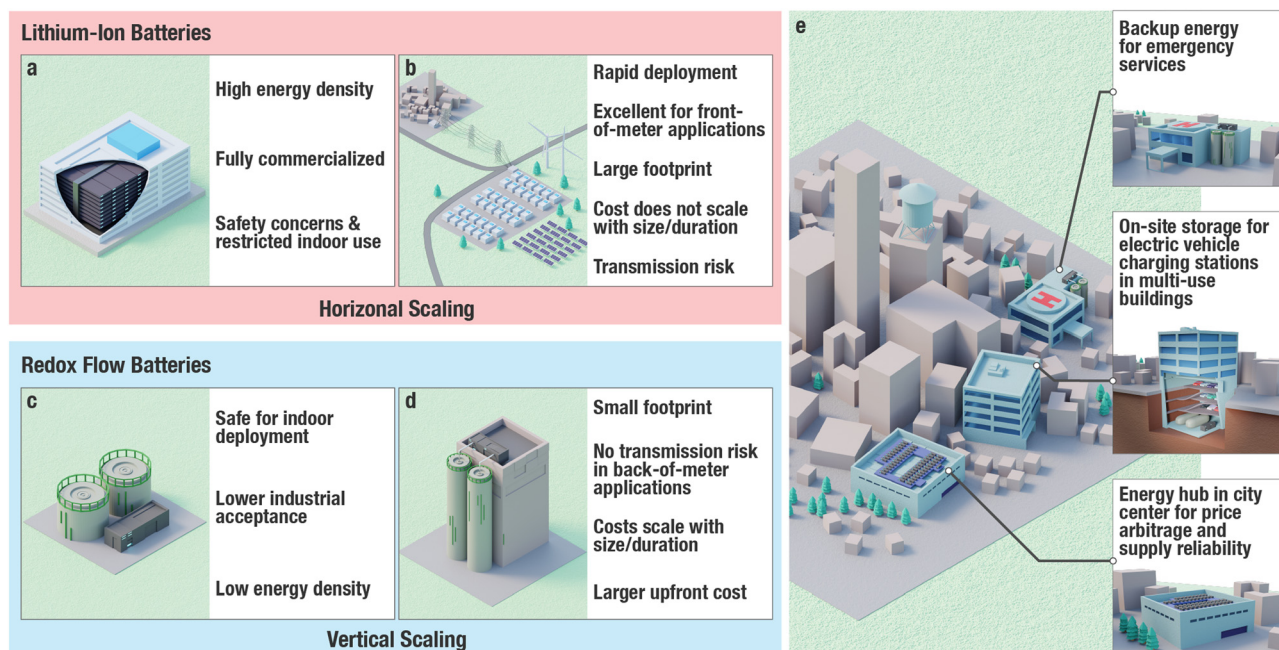 Lithium-Ion Batteries
a
High energy density
Fully commercialized
Safety concerns &
restricted indoor use
b
Rapid deployment
Excellent for front-
of-meter applications
Large footprint
Cost does not scale
with size/duration
Transmission risk
Horizonal Scaling
Redox Flow Batteries
c
Safe for indoor
deployment
Lower industrial
acceptance
Low energy density
d
Small footprint
No transmission risk
in back-of-meter
applications
Costs scale with
size/duration
Larger upfront cost
Vertical Scaling
e
Backup energy
for emergency
services
H
H
On-site storage for
electric vehicle
charging stations
in multi-use
buildings
Energy hub in city
center for price
arbitrage and
supply reliability